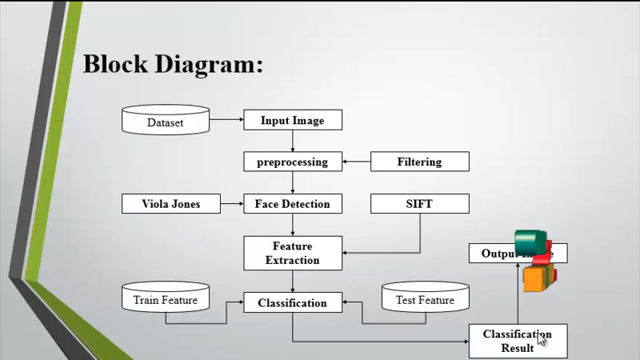 Block Diagram:
Dataset
Input Image
preprocessing
Filtering
Viola Jones
Face Detection
SIFT
Feature
Extraction
Output
Train Feature
Classification
Test Feature
Classification
Result